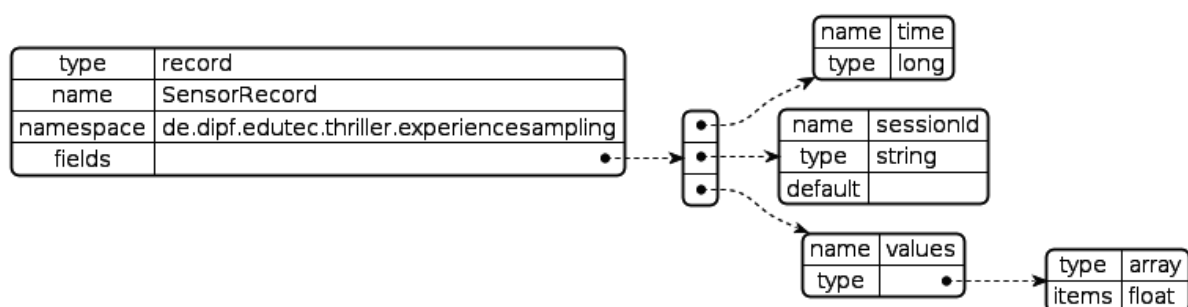 type record
name SensorRecord
namespace de.dipf.edutec.thriller.experiencesampling
fields
name time
type long
name sessionId
type string
default
name values
type
type array
items float